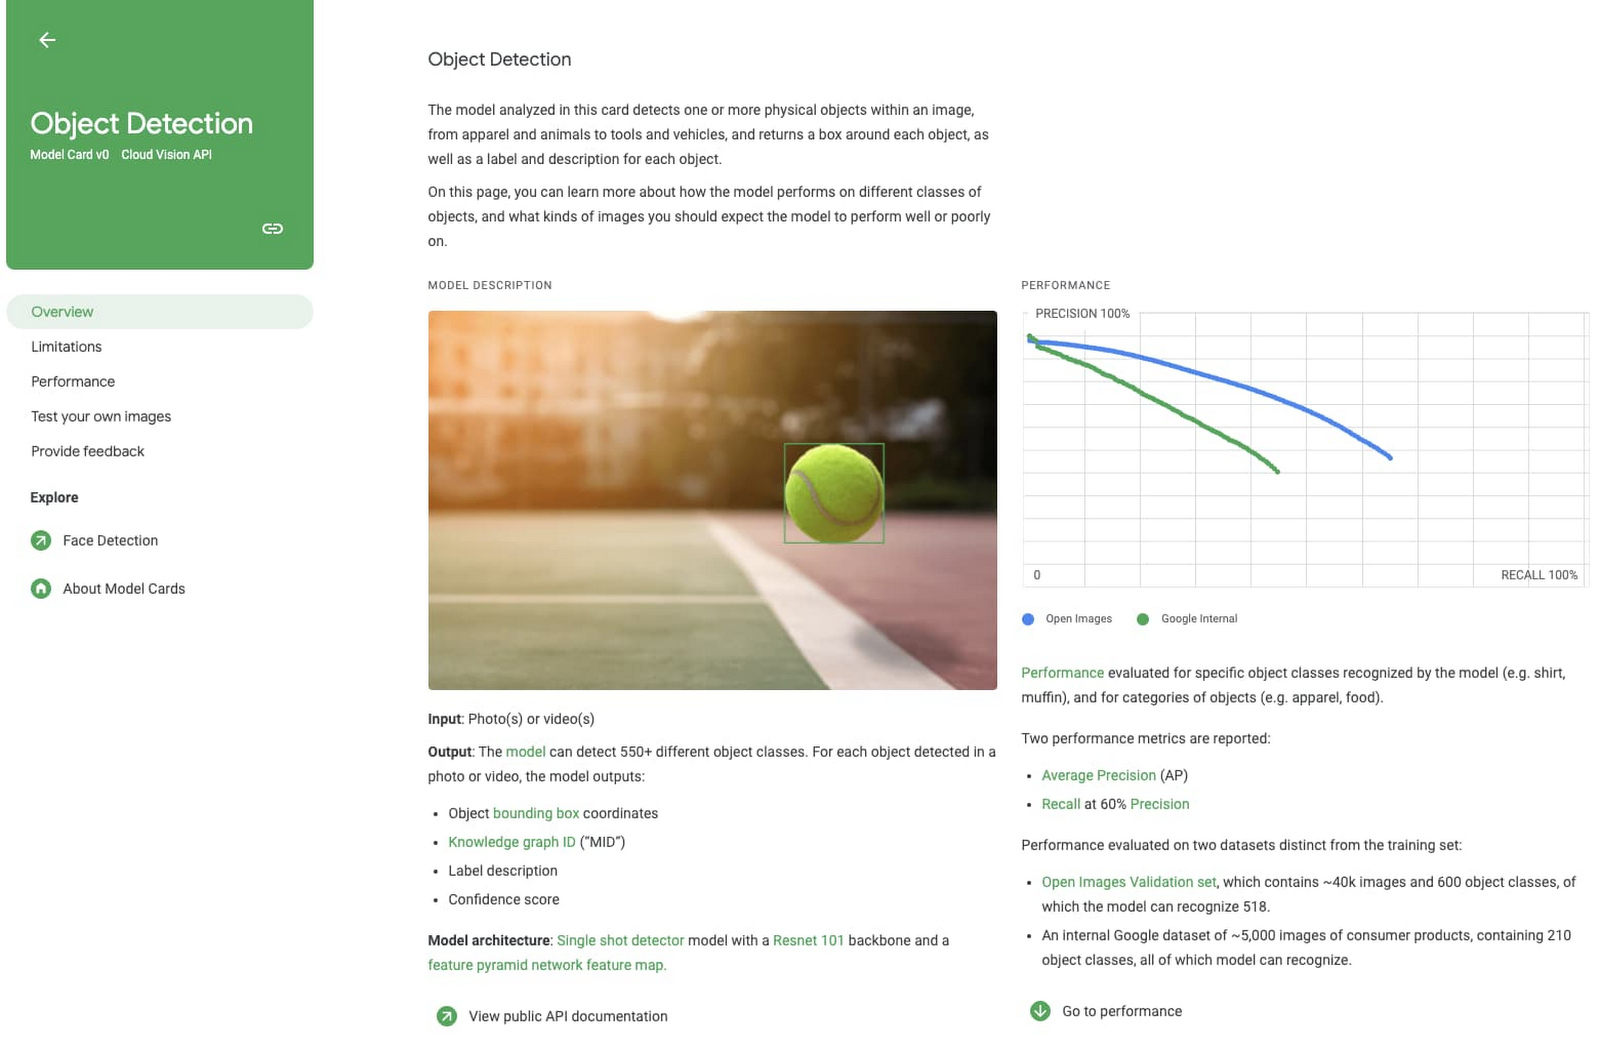 Object Detection
Model Card v0 Cloud Vision API
Overview
Limitations
Performance
Test your own images
Provide feedback
Explore
Face Detection
About Model Cards
Object Detection
The model analyzed in this card detects one or more physical objects within an image,
from apparel and animals to tools and vehicles, and returns a box around each object, as
well as a label and description for each object.
On this page, you can learn more about how the model performs on different classes of
objects, and what kinds of images you should expect the model to perform well or poorly
on.
MODEL DESCRIPTION
Input: Photo(s) or video(s)
Output: The model can detect 550+ different object classes. For each object detected in a
photo or video, the model outputs:
• Object bounding box coordinates
• Knowledge graph ID (“MID”)
• Label description
• Confidence score
Model architecture: Single shot detector model with a Resnet 101 backbone and a
feature pyramid network feature map.
View public API documentation
PERFORMANCE
PRECISION 100%
0
RECALL 100%
Open Images
Google Internal
Performance evaluated for specific object classes recognized by the model (e.g. shirt,
muffin), and for categories of objects (e.g. apparel, food).
Two performance metrics are reported:
• Average Precision (AP)
• Recall at 60% Precision
Performance evaluated on two datasets distinct from the training set:
• Open Images Validation set, which contains ~40k images and 600 object classes, of
which the model can recognize 518.
• An internal Google dataset of ~5,000 images of consumer products, containing 210
object classes, all of which model can recognize.
Go to performance